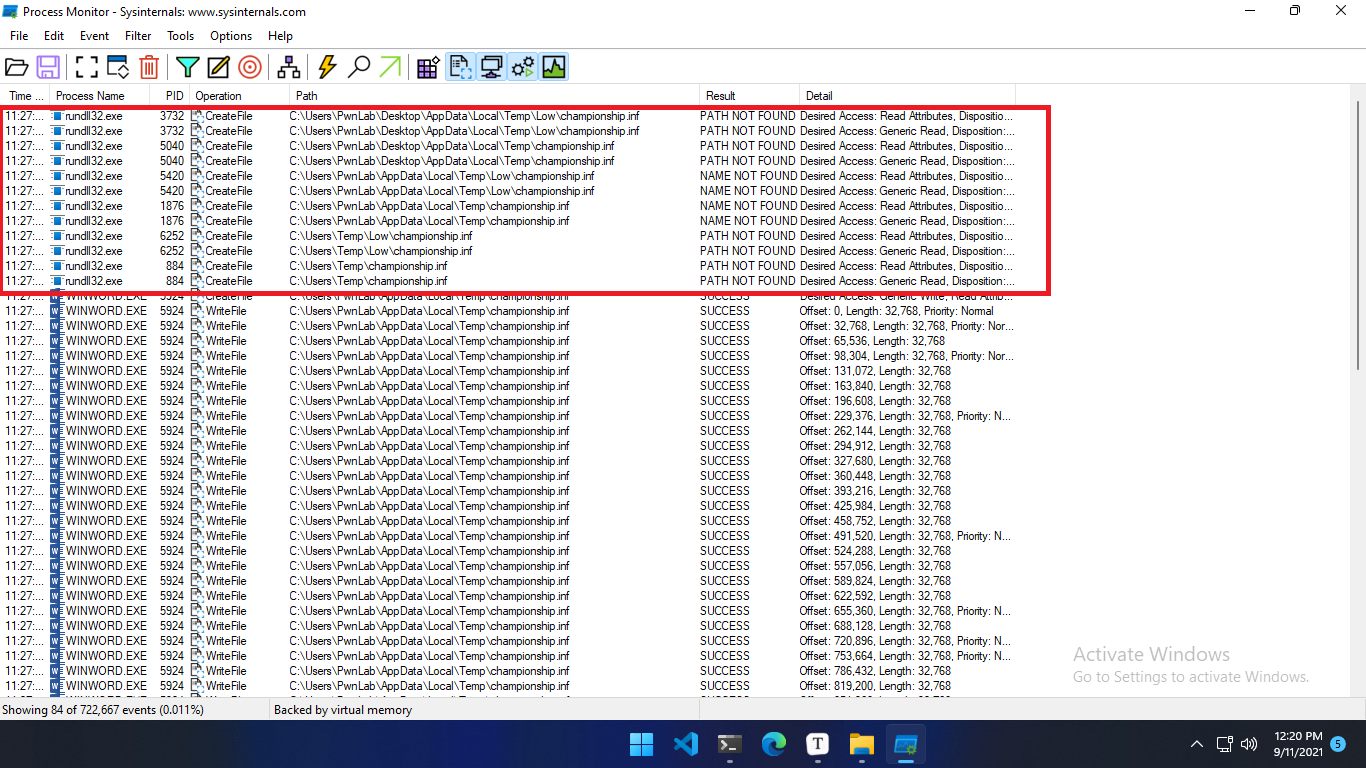 Process Monitor - Sysinternals: www.sysinternals.com
File Edit Event Filter Tools Options Help
Time ... Process Name PID Operation Path Result Detail
11:27:... rundll32.exe 3732 CreateFile C:\Users\PwnLab\Desktop\AppData\Local\Temp\Low\championship.inf PATH NOT FOUND Desired Access: Read Attributes, Dispositio...
11:27:... rundll32.exe 3732 CreateFile C:\Users\PwnLab\Desktop\AppData\Local\Temp\Low\championship.inf PATH NOT FOUND Desired Access: Generic Read, Disposition:...
11:27:... rundll32.exe 5040 CreateFile C:\Users\PwnLab\Desktop\AppData\Local\Temp\championship.inf PATH NOT FOUND Desired Access: Read Attributes, Dispositio...
11:27:... rundll32.exe 5040 CreateFile C:\Users\PwnLab\Desktop\AppData\Local\Temp\championship.inf PATH NOT FOUND Desired Access: Generic Read, Disposition:...
11:27:... rundll32.exe 5420 CreateFile C:\Users\PwnLab\AppData\Local\Temp\Low\championship.inf NAME NOT FOUND Desired Access: Read Attributes, Dispositio...
11:27:... rundll32.exe 5420 CreateFile C:\Users\PwnLab\AppData\Local\Temp\Low\championship.inf NAME NOT FOUND Desired Access: Generic Read, Disposition:...
11:27:... rundll32.exe 1876 CreateFile C:\Users\PwnLab\AppData\Local\Temp\championship.inf NAME NOT FOUND Desired Access: Read Attributes, Dispositio...
11:27:... rundll32.exe 1876 CreateFile C:\Users\PwnLab\AppData\Local\Temp\championship.inf NAME NOT FOUND Desired Access: Generic Read, Disposition:...
11:27:... rundll32.exe 6252 CreateFile C:\Users\Temp\Low\championship.inf PATH NOT FOUND Desired Access: Read Attributes, Dispositio...
11:27:... rundll32.exe 6252 CreateFile C:\Users\Temp\Low\championship.inf PATH NOT FOUND Desired Access: Generic Read, Disposition:...
11:27:... rundll32.exe 884 CreateFile C:\Users\Temp\championship.inf PATH NOT FOUND Desired Access: Read Attributes, Dispositio...
11:27:... rundll32.exe 884 CreateFile C:\Users\Temp\championship.inf PATH NOT FOUND Desired Access: Generic Read, Disposition:...
11:27:... WINWORD.EXE 5924 CreateFile C:\Users\PwnLab\AppData\Local\Temp\championship.inf SUCCESS Desired Access: Generic Write, Read Attrib...
11:27:... WINWORD.EXE 5924 WriteFile C:\Users\PwnLab\AppData\Local\Temp\championship.inf SUCCESS Offset: 0, Length: 32,768, Priority: Normal
11:27:... WINWORD.EXE 5924 WriteFile C:\Users\PwnLab\AppData\Local\Temp\championship.inf SUCCESS Offset: 32,768, Length: 32,768, Priority: Nor...
11:27:... WINWORD.EXE 5924 WriteFile C:\Users\PwnLab\AppData\Local\Temp\championship.inf SUCCESS Offset: 65,536, Length: 32,768
11:27:... WINWORD.EXE 5924 WriteFile C:\Users\PwnLab\AppData\Local\Temp\championship.inf SUCCESS Offset: 98,304, Length: 32,768, Priority: Nor...
11:27:... WINWORD.EXE 5924 WriteFile C:\Users\PwnLab\AppData\Local\Temp\championship.inf SUCCESS Offset: 131,072, Length: 32,768
11:27:... WINWORD.EXE 5924 WriteFile C:\Users\PwnLab\AppData\Local\Temp\championship.inf SUCCESS Offset: 163,840, Length: 32,768
11:27:... WINWORD.EXE 5924 WriteFile C:\Users\PwnLab\AppData\Local\Temp\championship.inf SUCCESS Offset: 196,608, Length: 32,768
11:27:... WINWORD.EXE 5924 WriteFile C:\Users\PwnLab\AppData\Local\Temp\championship.inf SUCCESS Offset: 229,376, Length: 32,768, Priority: N...
11:27:... WINWORD.EXE 5924 WriteFile C:\Users\PwnLab\AppData\Local\Temp\championship.inf SUCCESS Offset: 262,144, Length: 32,768
11:27:... WINWORD.EXE 5924 WriteFile C:\Users\PwnLab\AppData\Local\Temp\championship.inf SUCCESS Offset: 294,912, Length: 32,768
11:27:... WINWORD.EXE 5924 WriteFile C:\Users\PwnLab\AppData\Local\Temp\championship.inf SUCCESS Offset: 327,680, Length: 32,768
11:27:... WINWORD.EXE 5924 WriteFile C:\Users\PwnLab\AppData\Local\Temp\championship.inf SUCCESS Offset: 360,448, Length: 32,768
11:27:... WINWORD.EXE 5924 WriteFile C:\Users\PwnLab\AppData\Local\Temp\championship.inf SUCCESS Offset: 393,216, Length: 32,768
11:27:... WINWORD.EXE 5924 WriteFile C:\Users\PwnLab\AppData\Local\Temp\championship.inf SUCCESS Offset: 425,984, Length: 32,768
11:27:... WINWORD.EXE 5924 WriteFile C:\Users\PwnLab\AppData\Local\Temp\championship.inf SUCCESS Offset: 458,752, Length: 32,768
11:27:... WINWORD.EXE 5924 WriteFile C:\Users\PwnLab\AppData\Local\Temp\championship.inf SUCCESS Offset: 491,520, Length: 32,768, Priority: N...
11:27:... WINWORD.EXE 5924 WriteFile C:\Users\PwnLab\AppData\Local\Temp\championship.inf SUCCESS Offset: 524,288, Length: 32,768
11:27:... WINWORD.EXE 5924 WriteFile C:\Users\PwnLab\AppData\Local\Temp\championship.inf SUCCESS Offset: 557,056, Length: 32,768
11:27:... WINWORD.EXE 5924 WriteFile C:\Users\PwnLab\AppData\Local\Temp\championship.inf SUCCESS Offset: 589,824, Length: 32,768
11:27:... WINWORD.EXE 5924 WriteFile C:\Users\PwnLab\AppData\Local\Temp\championship.inf SUCCESS Offset: 622,592, Length: 32,768
11:27:... WINWORD.EXE 5924 WriteFile C:\Users\PwnLab\AppData\Local\Temp\championship.inf SUCCESS Offset: 655,360, Length: 32,768, Priority: N...
11:27:... WINWORD.EXE 5924 WriteFile C:\Users\PwnLab\AppData\Local\Temp\championship.inf SUCCESS Offset: 688,128, Length: 32,768
11:27:... WINWORD.EXE 5924 WriteFile C:\Users\PwnLab\AppData\Local\Temp\championship.inf SUCCESS Offset: 720,896, Length: 32,768, Priority: N...
11:27:... WINWORD.EXE 5924 WriteFile C:\Users\PwnLab\AppData\Local\Temp\championship.inf SUCCESS Offset: 753,664, Length: 32,768, Priority: N...
11:27:... WINWORD.EXE 5924 WriteFile C:\Users\PwnLab\AppData\Local\Temp\championship.inf SUCCESS Offset: 786,432, Length: 32,768
11:27:... WINWORD.EXE 5924 WriteFile C:\Users\PwnLab\AppData\Local\Temp\championship.inf SUCCESS Offset: 819,200, Length: 32,768
Activate Windows
Go to Settings to activate Windows.
Showing 84 of 722,667 events (0.011%) Backed by virtual memory
12:20 PM
9/11/2021 5